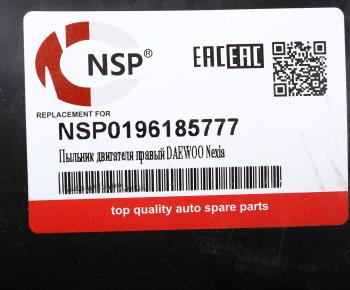 NSP®
EAC EAC
REPLACEMENT FOR
NSP0196185777
Пыльник двигателя правый DAEWOO Nexia
top quality auto spare parts